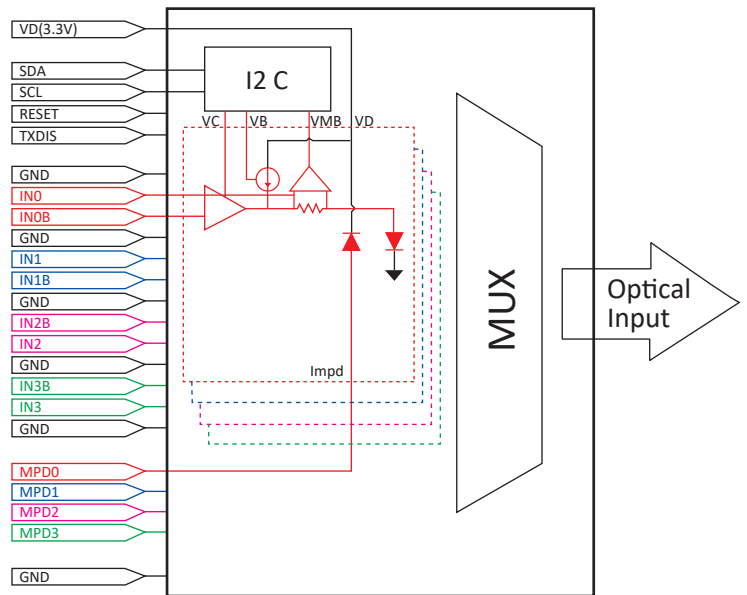 VD(3.3V)
SDA
SCL
RESET
TXDIS
GND
IN0
IN0B
GND
IN1
IN1B
GND
IN2B
IN2
GND
IN3B
IN3
GND
MPD0
MPD1
MPD2
MPD3
GND
I2 C
VC VB VMB VD
Impd
MUX
Optical
Input